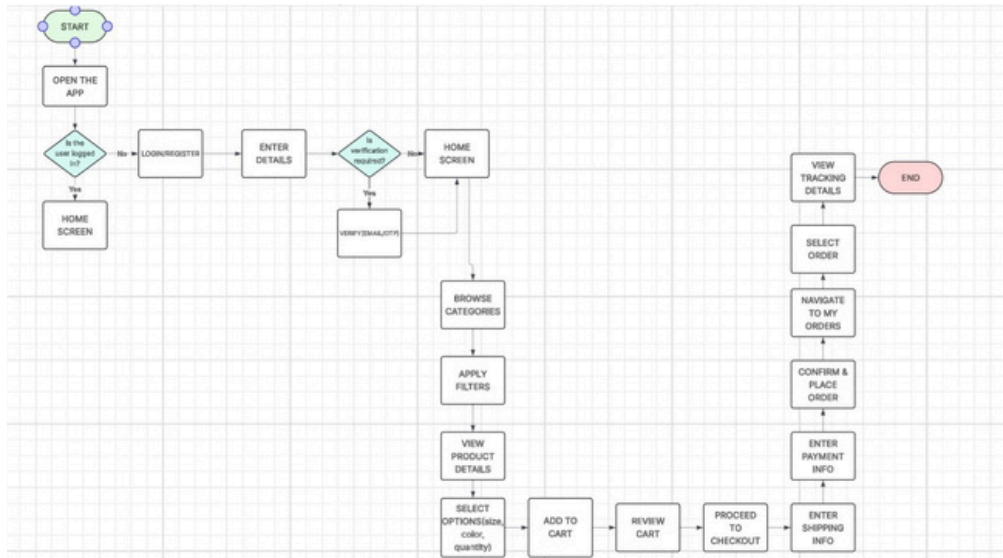 START
OPEN THE
APP
Is the
user logged
in?
No
LOGIN/REGISTER
ENTER
DETAILS
Is
verification
required?
No
HOME
SCREEN
Yes
HOME
SCREEN
Yes
VERIFY(EMAIL/OTP)
BROWSE
CATEGORIES
APPLY
FILTERS
VIEW
PRODUCT
DETAILS
SELECT
OPTIONS(size,
color,
quantity)
ADD TO
CART
REVIEW
CART
PROCEED
TO
CHECKOUT
ENTER
SHIPPING
INFO
ENTER
PAYMENT
INFO
CONFIRM &
PLACE
ORDER
NAVIGATE
TO MY
ORDERS
SELECT
ORDER
VIEW
TRACKING
DETAILS
END